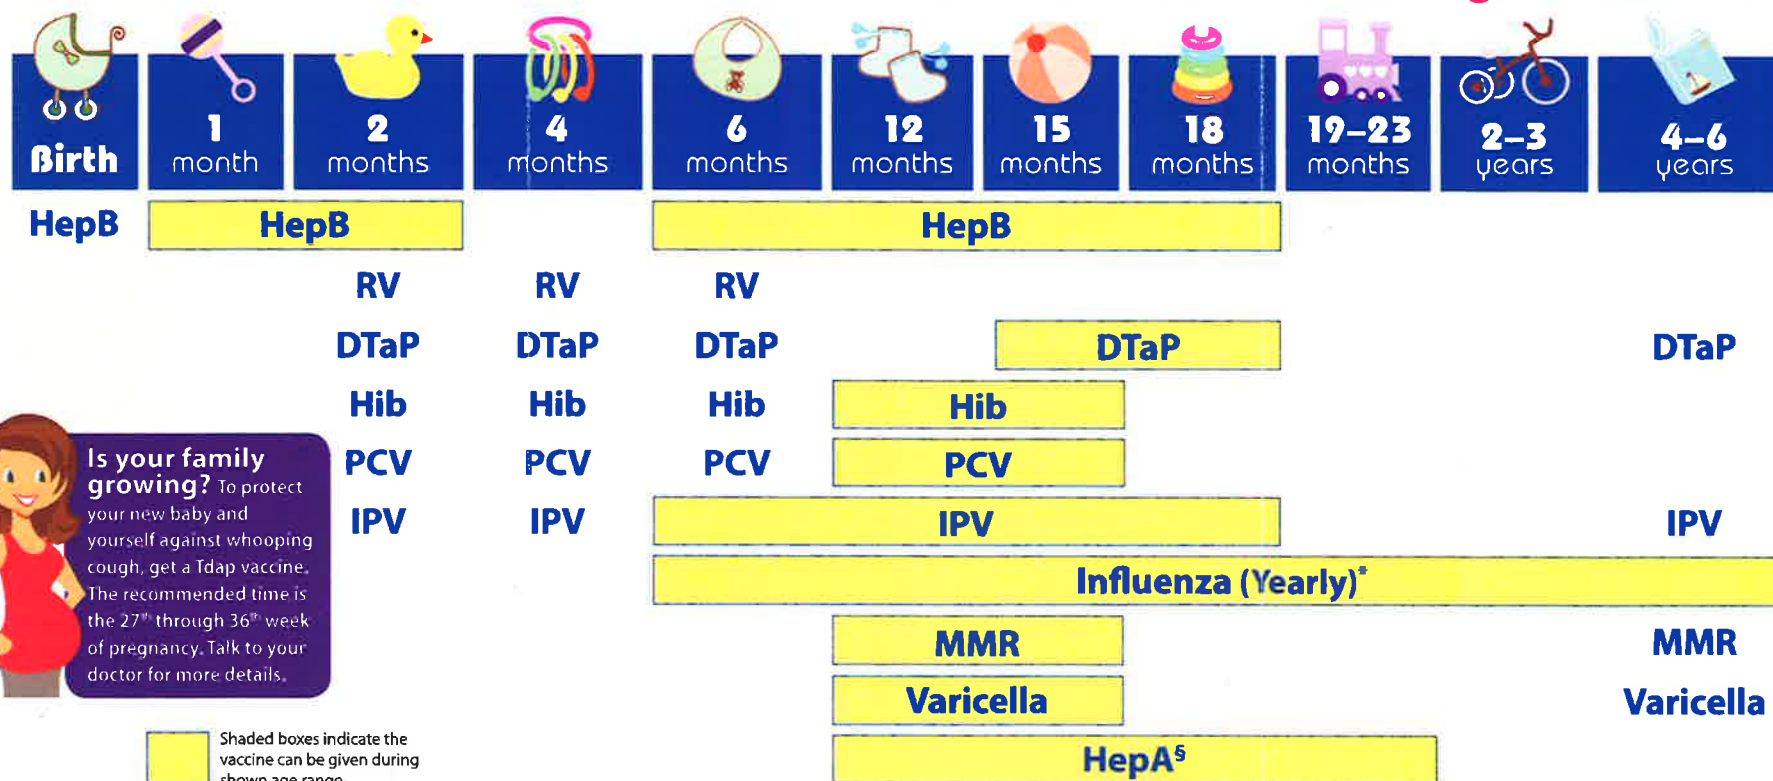 Birth
1
month
2
months
4
months
6
months
12
months
15
months
18
months
19–23
months
2–3
years
4–6
years
HepB HepB HepB
RV RV RV
DTaP DTaP DTaP DTaP DTaP
Hib Hib Hib Hib
PCV PCV PCV PCV
IPV IPV IPV IPV
Influenza (Yearly)*
MMR MMR
Varicella Varicella
HepA§
Is your family
growing? To protect
your new baby and
yourself against whooping
cough, get a Tdap vaccine.
The recommended time is
the 27th through 36th week
of pregnancy. Talk to your
doctor for more details.
Shaded boxes indicate the
vaccine can be given during
shown age range.